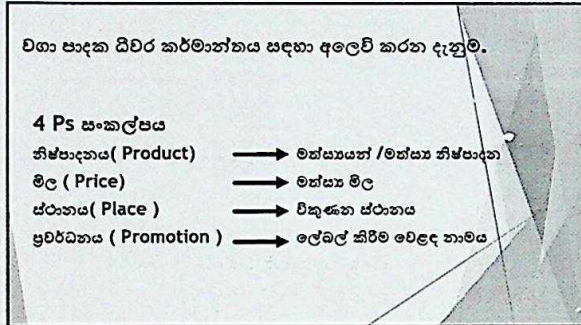 වගා පාදක ධීවර කර්මාන්තය සඳහා අලෙවි කරන දැනුම.
4 Ps සංකල්පය
නිෂ්පාදනය( Product) → මත්ස්‍යයන් /මත්ස්‍ය නිෂ්පාදන
මිල ( Price) → මත්ස්‍ය මිල
ස්ථානය( Place ) → විකුණන ස්ථානය
ප්‍රවර්ධනය ( Promotion ) → ලේබල් කිරීම වෙළඳ නාමය